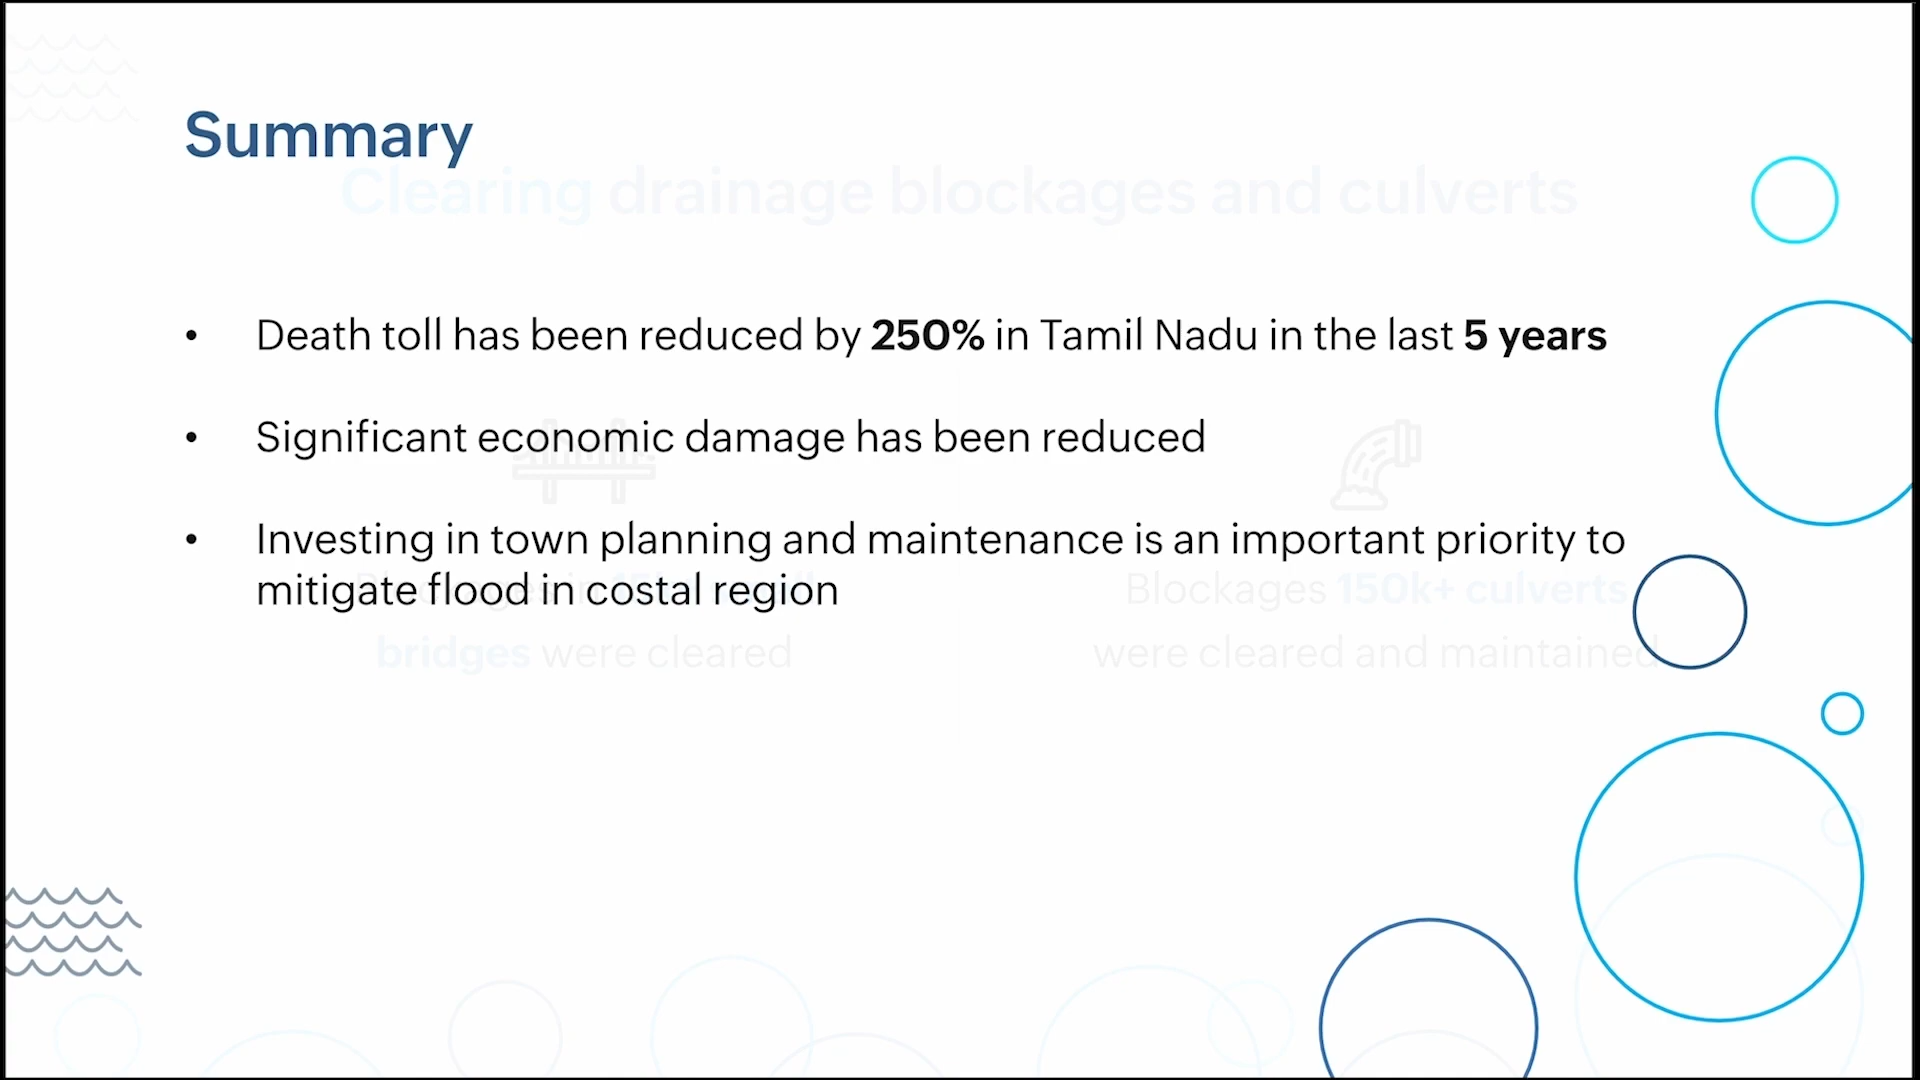 Summary
Clearing drainage blockages and culverts
• Death toll has been reduced by 250% in Tamil Nadu in the last 5 years
• Significant economic damage has been reduced
• Investing in town planning and maintenance is an important priority to
mitigate flood in costal region
Blockages in
bridges were cleared
Blockages 150k+ culverts
were cleared and maintained